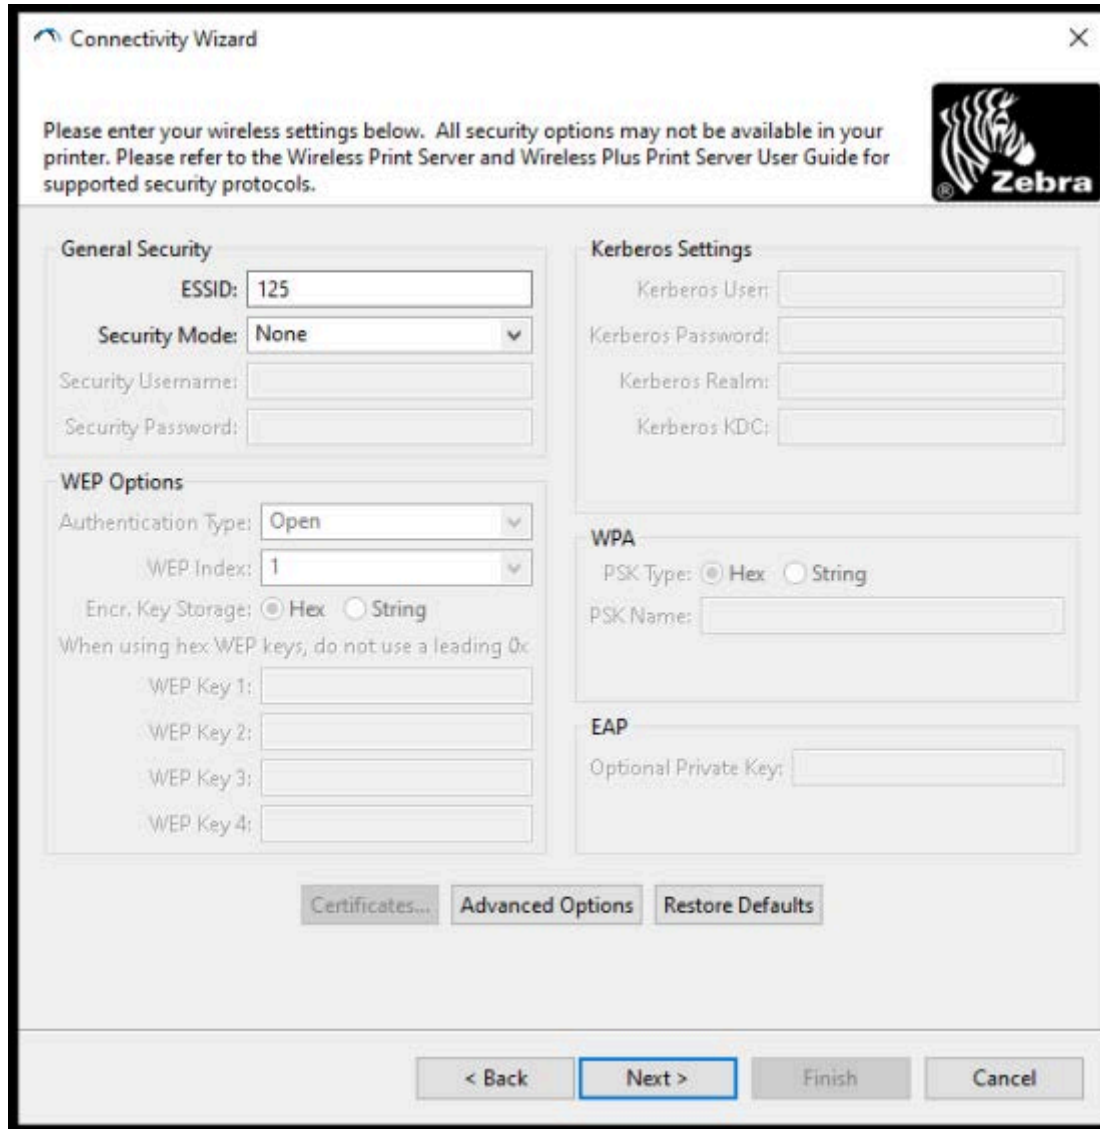 Connectivity Wizard
Please enter your wireless settings below. All security options may not be available in your
printer. Please refer to the Wireless Print Server and Wireless Plus Print Server User Guide for
supported security protocols.
® Zebra
General Security
ESSID: 125
Security Mode: None
Security Username:
Security Password:
WEP Options
Authentication Type: Open
WEP Index: 1
Encr. Key Storage: Hex String
When using hex WEP keys, do not use a leading 0x
WEP Key 1:
WEP Key 2:
WEP Key 3:
WEP Key 4:
Kerberos Settings
Kerberos User:
Kerberos Password:
Kerberos Realm:
Kerberos KDC:
WPA
PSK Type: Hex String
PSK Name:
EAP
Optional Private Key:
Certificates... Advanced Options Restore Defaults
< Back Next > Finish Cancel